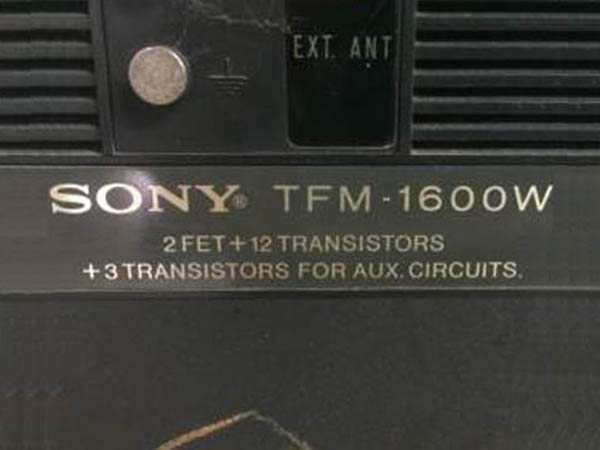 EXT. ANT
SONY® TFM-1600W
2 FET + 12 TRANSISTORS
+ 3 TRANSISTORS FOR AUX. CIRCUITS.